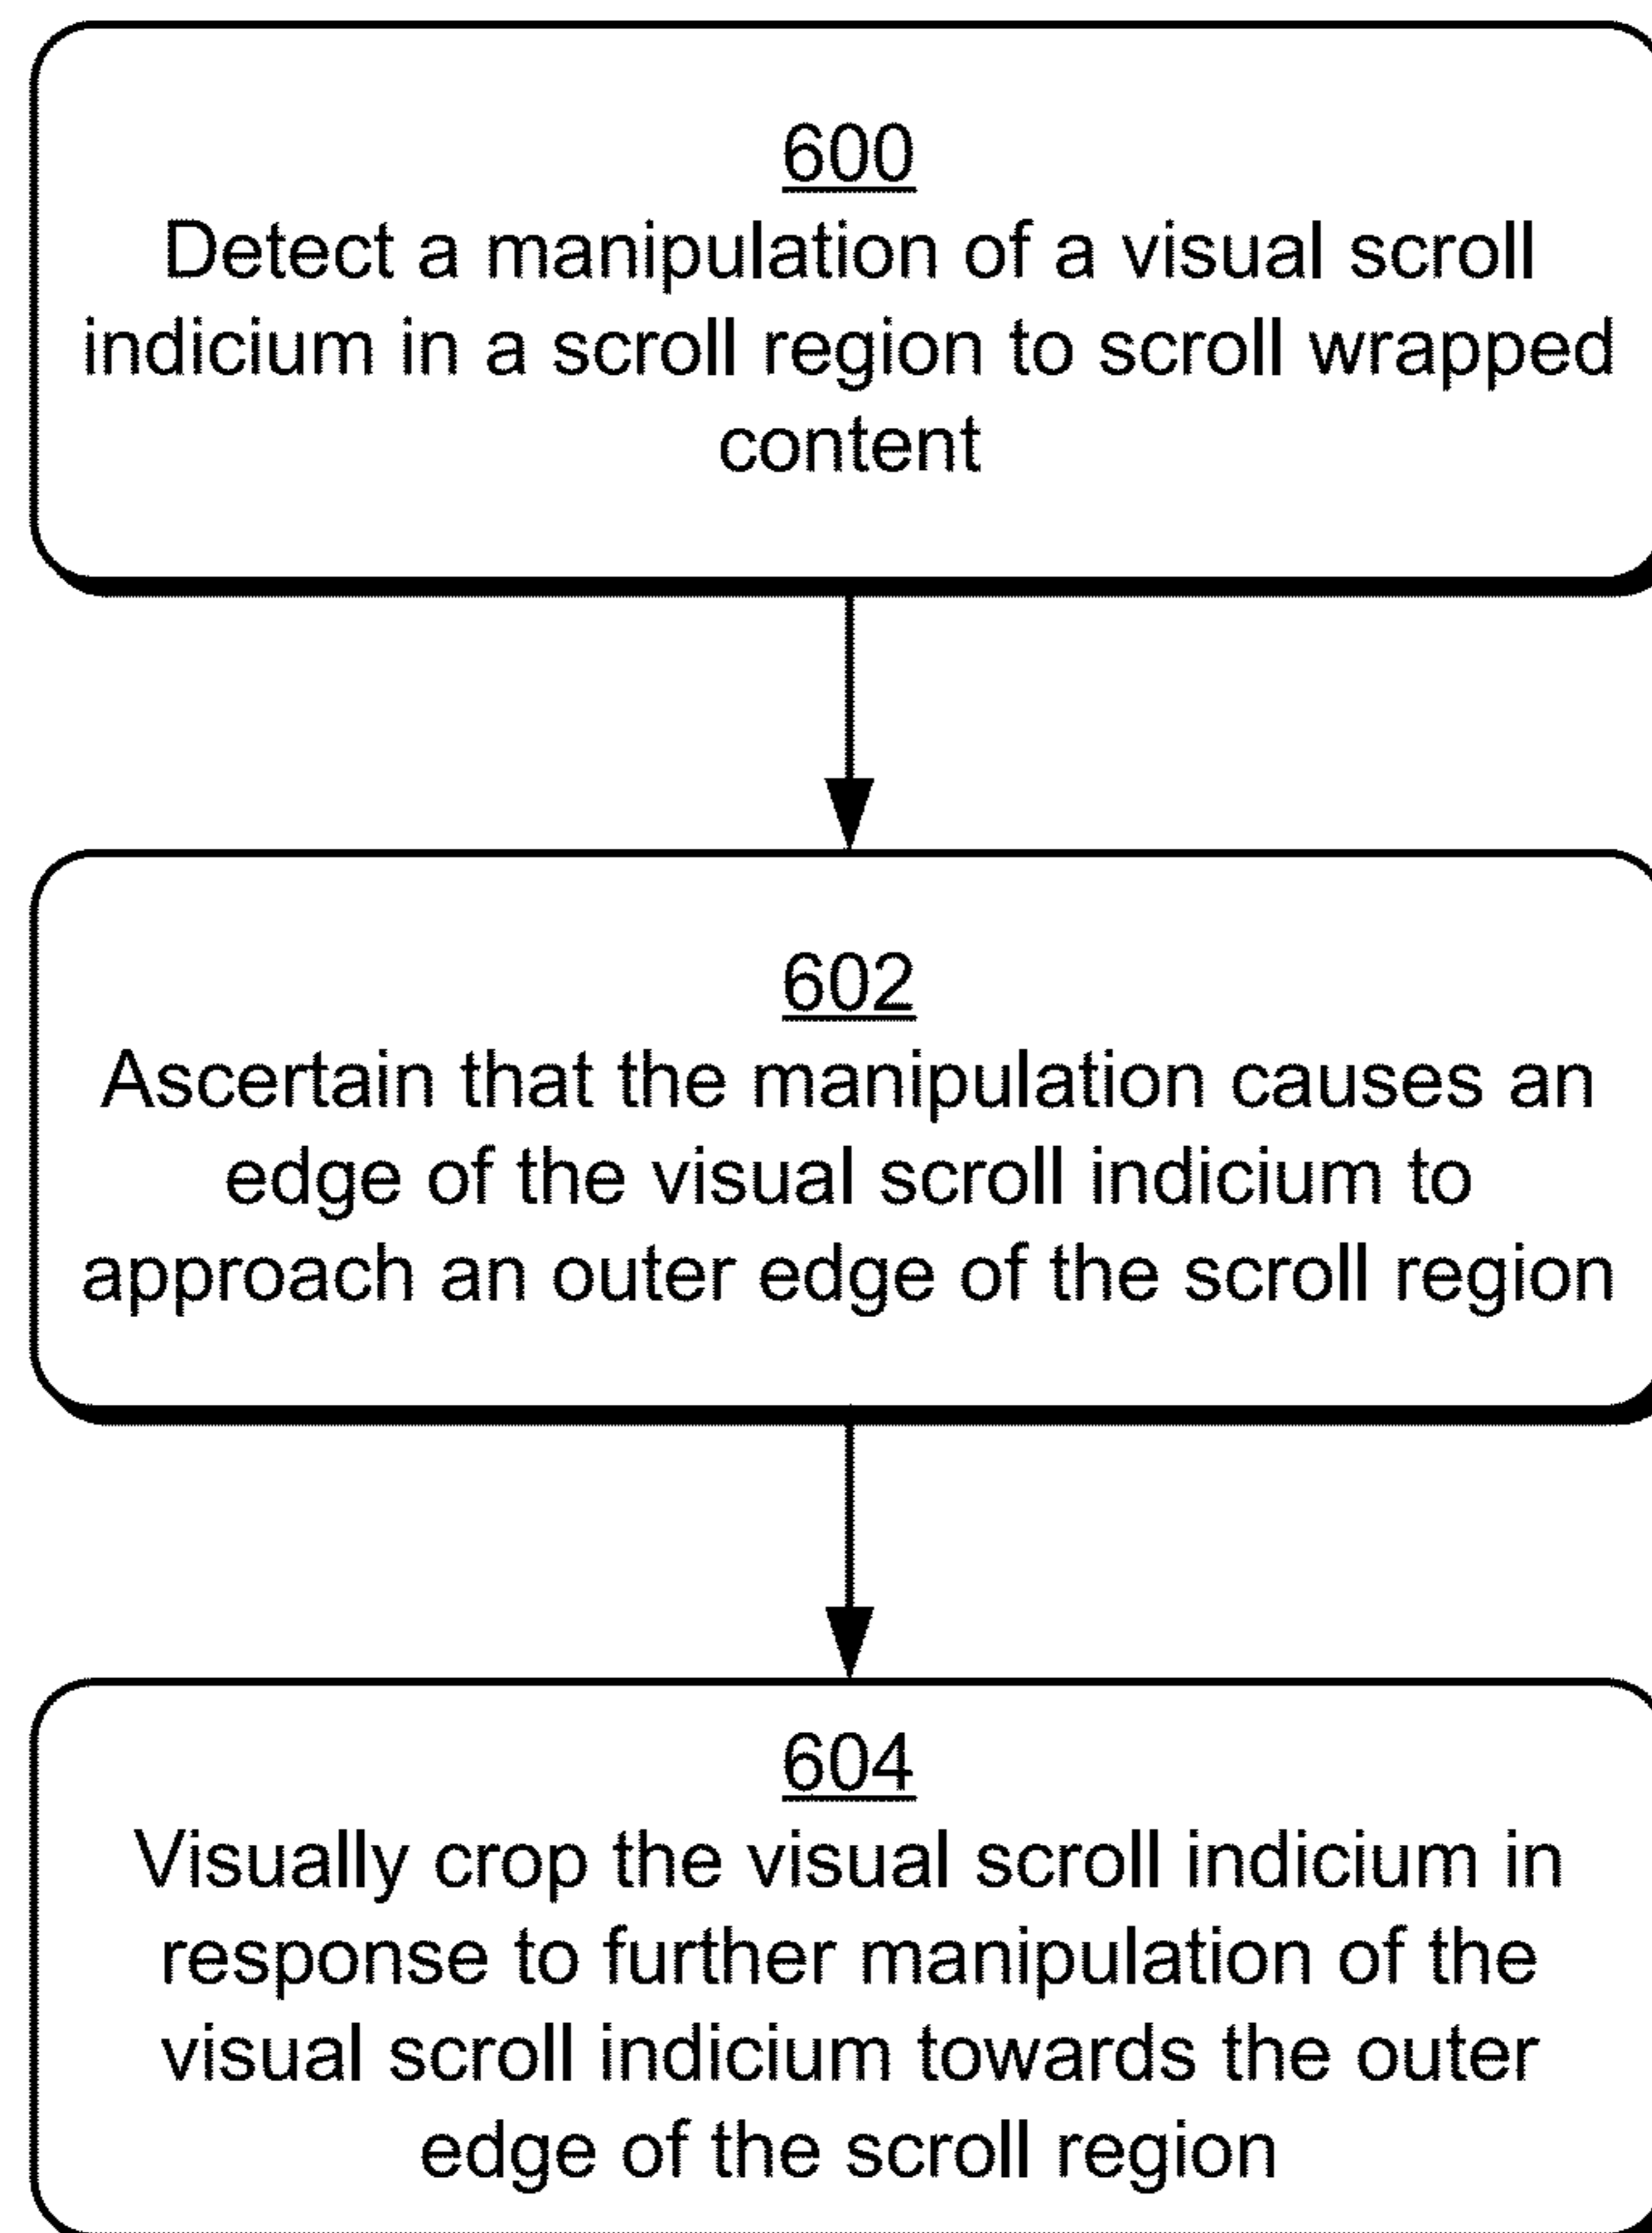 600
Detect a manipulation of a visual scroll
indicium in a scroll region to scroll wrapped
content
602
Ascertain that the manipulation causes an
edge of the visual scroll indicium to
approach an outer edge of the scroll region
604
Visually crop the visual scroll indicium in
response to further manipulation of the
visual scroll indicium towards the outer
edge of the scroll region